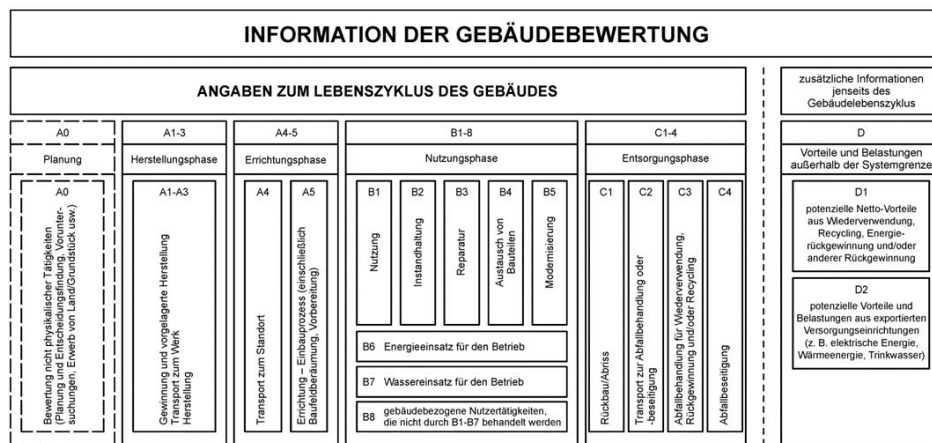 INFORMATION DER GEBÄUDEBEWERTUNG
ANGABEN ZUM LEBENSZYKLUS DES GEBÄUDES
zusätzliche Informationen
jenseits des
Gebäudelebenszyklus
A0
Planung
A0
Bewertung nicht physikalischer Tätigkeiten
(Planung und Entscheidungsfindung, Vorunter-
suchungen, Erwerb von Land/Grundstück usw.)
A1-3
Herstellungsphase
A1-A3
Gewinnung und vorgelagerte Herstellung
Transport zum Werk
Herstellung
A4-5
Errichtungsphase
A4
Transport zum Standort
A5
Errichtung – Einbauprozess (einschließlich
Baufeldberäumung, Vorbereitung)
B1-8
Nutzungsphase
B1
Nutzung
B2
Instandhaltung
B3
Reparatur
B4
Austausch von
Bauteilen
B5
Modernisierung
B6 Energieeinsatz für den Betrieb
B7 Wassereinsatz für den Betrieb
B8 gebäudebezogene Nutzertätigkeiten,
die nicht durch B1-B7 behandelt werden
C1-4
Entsorgungsphase
C1
Rückbau/Abriss
C2
Transport zur Abfallbehandlung oder
-beseitigung
C3
Abfallbehandlung für Wiederverwendung,
Rückgewinnung und/oder Recycling
C4
Abfallbeseitigung
D
Vorteile und Belastungen
außerhalb der Systemgrenze
D1
potenzielle Netto-Vorteile
aus Wiederverwendung,
Recycling, Energie-
rückgewinnung und/oder
anderer Rückgewinnung
D2
potenzielle Vorteile und
Belastungen aus exportierten
Versorgungseinrichtungen
(z. B. elektrische Energie,
Wärmeenergie, Trinkwasser)